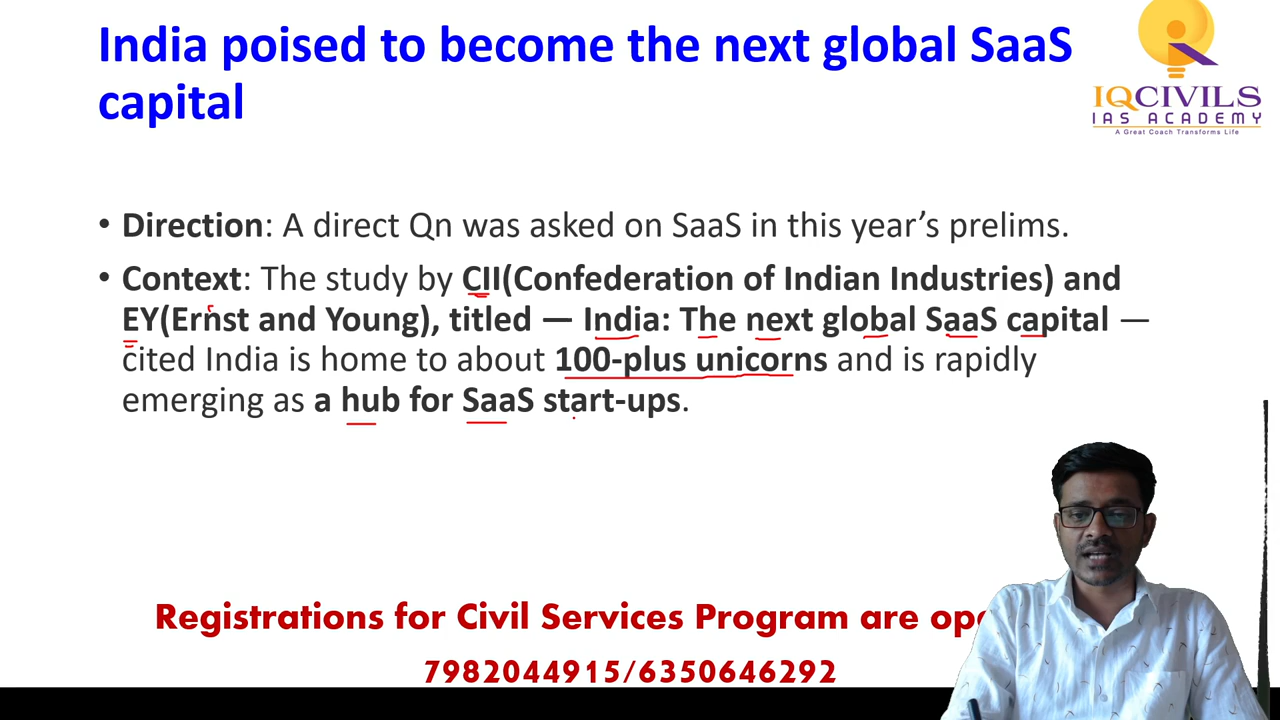 India poised to become the next global SaaS
capital
IQCIVILS
IAS ACADEMY
A Great Coach Transforms Life
• Direction: A direct Qn was asked on SaaS in this year’s prelims.
• Context: The study by CII(Confederation of Indian Industries) and
EY(Ernst and Young), titled — India: The next global SaaS capital —
cited India is home to about 100-plus unicorns and is rapidly
emerging as a hub for SaaS start-ups.
Registrations for Civil Services Program are
7982044915/6350646292